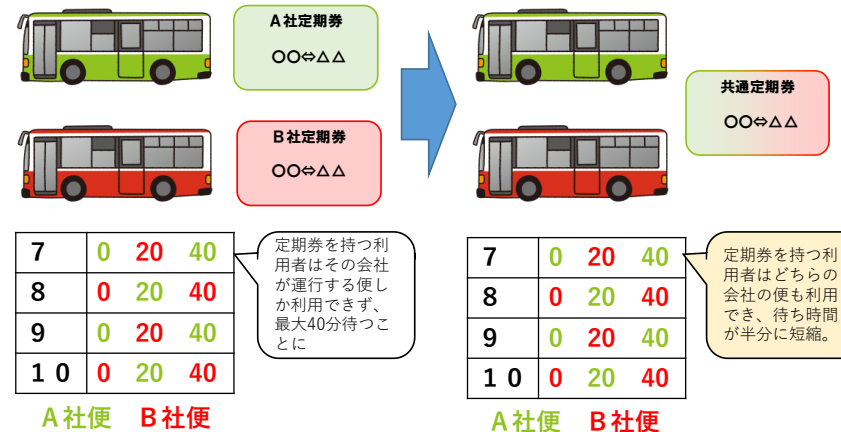 A社定期券
〇〇⇔△△
B社定期券
〇〇⇔△△
共通定期券
〇〇⇔△△
7 0 20 40
8 0 20 40
9 0 20 40
１０ 0 20 40
A社便 B社便
定期券を持つ利
用者はその会社
が運行する便し
か利用できず、
最大40分待つこ
とに
7 0 20 40
8 0 20 40
9 0 20 40
１０ 0 20 40
A社便 B社便
定期券を持つ利
用者はどちらの
会社の便も利用
でき、待ち時間
が半分に短縮。